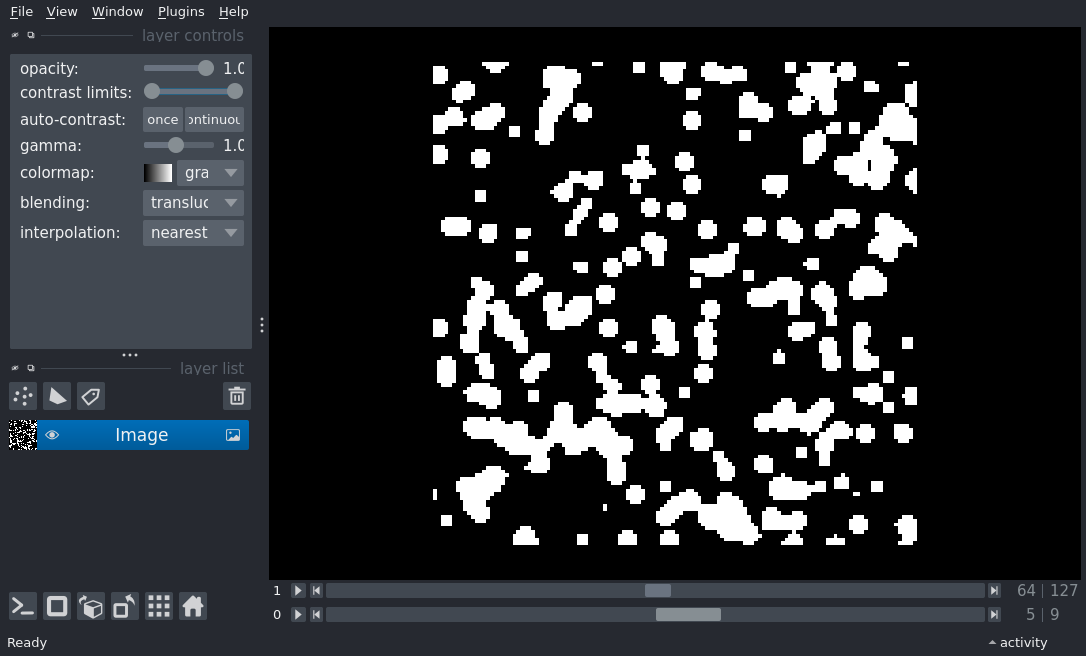 File View Window Plugins Help
layer controls
opacity: 1.0
contrast limits:
auto-contrast: once ontinuou
gamma: 1.0
colormap: gra
blending: transluc
interpolation: nearest
layer list
Image
1 64 | 127
0 5 | 9
Ready activity